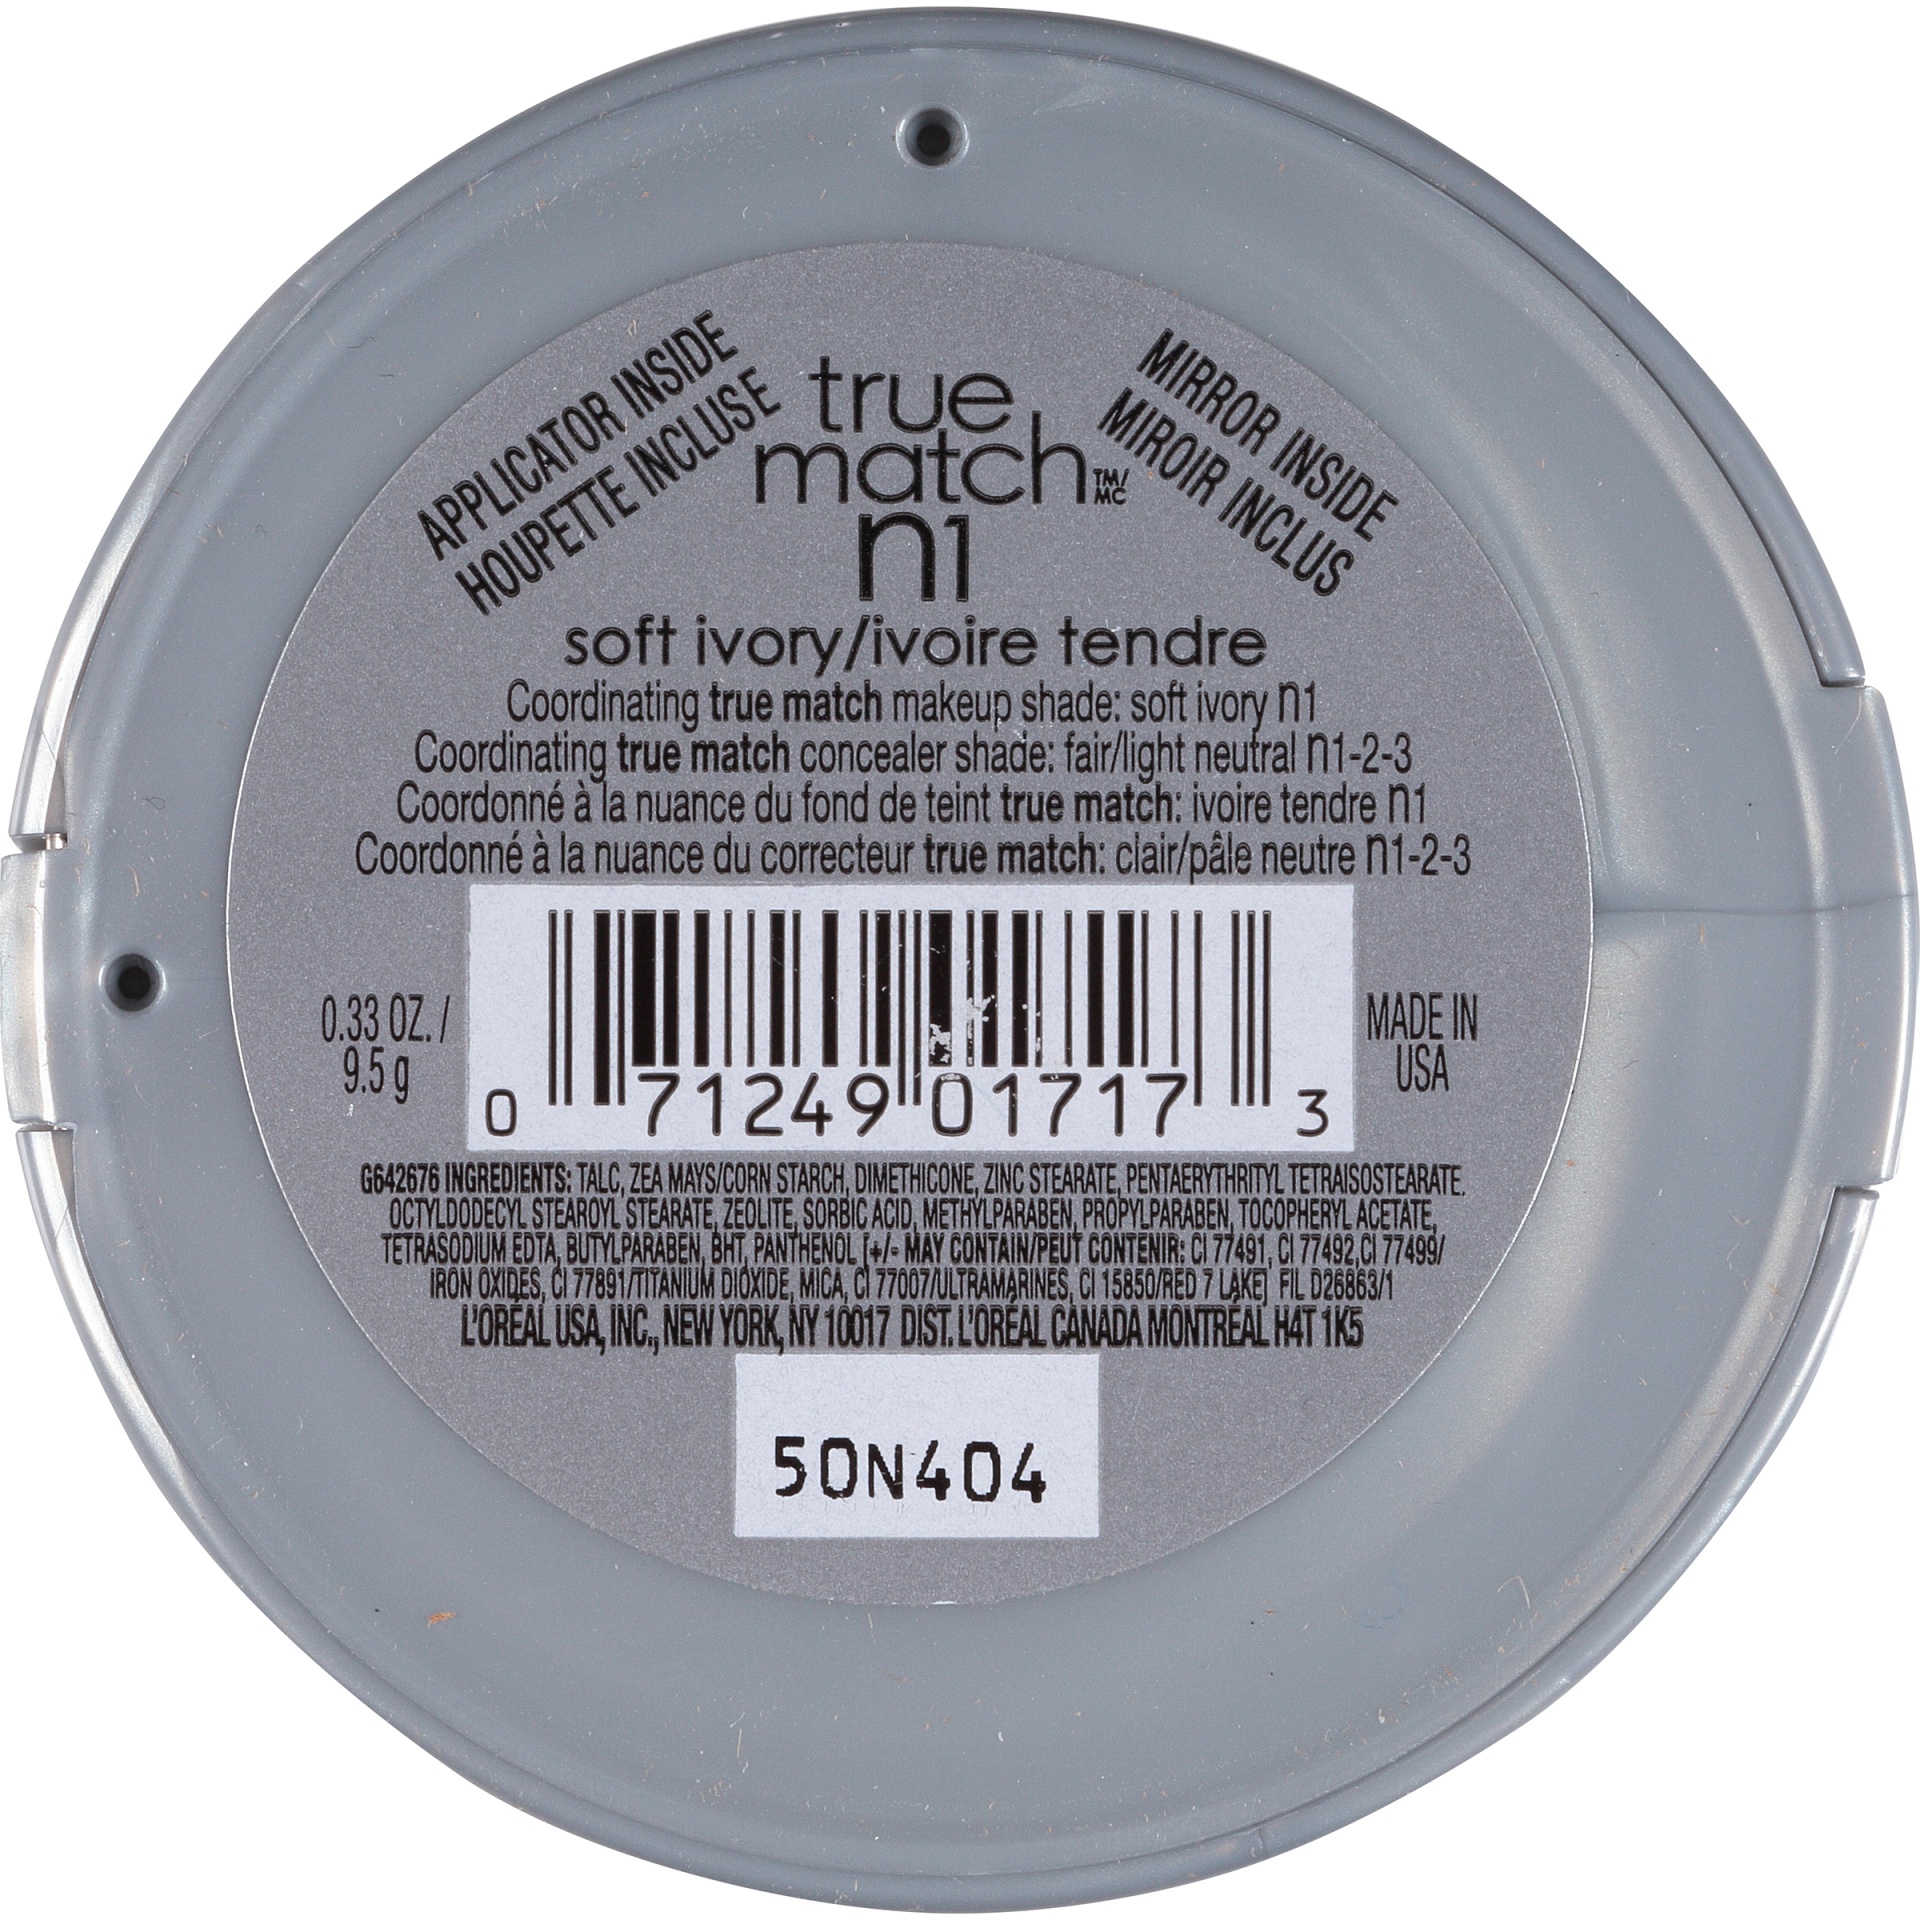 APPLICATOR INSIDE
HOUPETTE INCLUSE
true
match TM/
MC
MIRROR INSIDE
MIROIR INCLUS
n1
soft ivory/ivoire tendre
Coordinating true match makeup shade: soft ivory n1
Coordinating true match concealer shade: fair/light neutral n1-2-3
Coordonné à la nuance du fond de teint true match: ivoire tendre n1
Coordonné à la nuance du correcteur true match: clair/pâle neutre n1-2-3
0.33 OZ. /
9.5 g
0 71249 01717 3
MADE IN
USA
G642676 INGREDIENTS: TALC, ZEA MAYS/CORN STARCH, DIMETHICONE, ZINC STEARATE, PENTAERYTHRITYL TETRAISOSTEARATE,
OCTYLDODECYL STEAROYL STEARATE, ZEOLITE, SORBIC ACID, METHYLPARABEN, PROPYLPARABEN, TOCOPHERYL ACETATE,
TETRASODIUM EDTA, BUTYLPARABEN, BHT, PANTHENOL [+/- MAY CONTAIN/PEUT CONTENIR: CI 77491, CI 77492,CI 77499/
IRON OXIDES, CI 77891/TITANIUM DIOXIDE, MICA, CI 77007/ULTRAMARINES, CI 15850/RED 7 LAKE] FIL D26863/1
L'ORÉAL USA, INC., NEW YORK, NY 10017 DIST. L'ORÉAL CANADA MONTRÉAL H4T 1K5
50N404